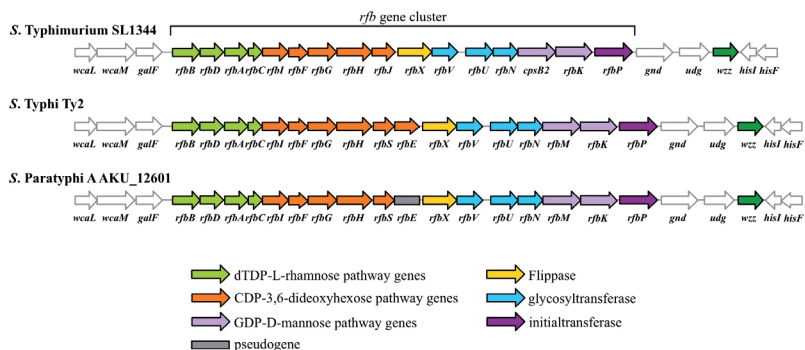 rfb gene cluster
S. Typhimurium SL1344
wcaL wcaM galF rfbB rfbD rfbA rfbC rfbI rfbF rfbG rfbH rfbJ rfbX rfbV rfbU rfbN cpsB2 rfbK rfbP gnd udg wzz hisI hisF
S. Typhi Ty2
wcaL wcaM galF rfbB rfbD rfbA rfbC rfbI rfbF rfbG rfbH rfbS rfbE rfbX rfbV rfbU rfbN rfbM rfbK rfbP gnd udg wzz hisI hisF
S. Paratyphi A AKU_12601
wcaL wcaM galF rfbB rfbD rfbA rfbC rfbI rfbF rfbG rfbH rfbS rfbE rfbX rfbV rfbU rfbN rfbM rfbK rfbP gnd udg wzz hisI hisF
dTDP-L-rhamnose pathway genes
CDP-3,6-dideoxyhexose pathway genes
GDP-D-mannose pathway genes
pseudogene
Flippase
glycosyltransferase
initialtransferase